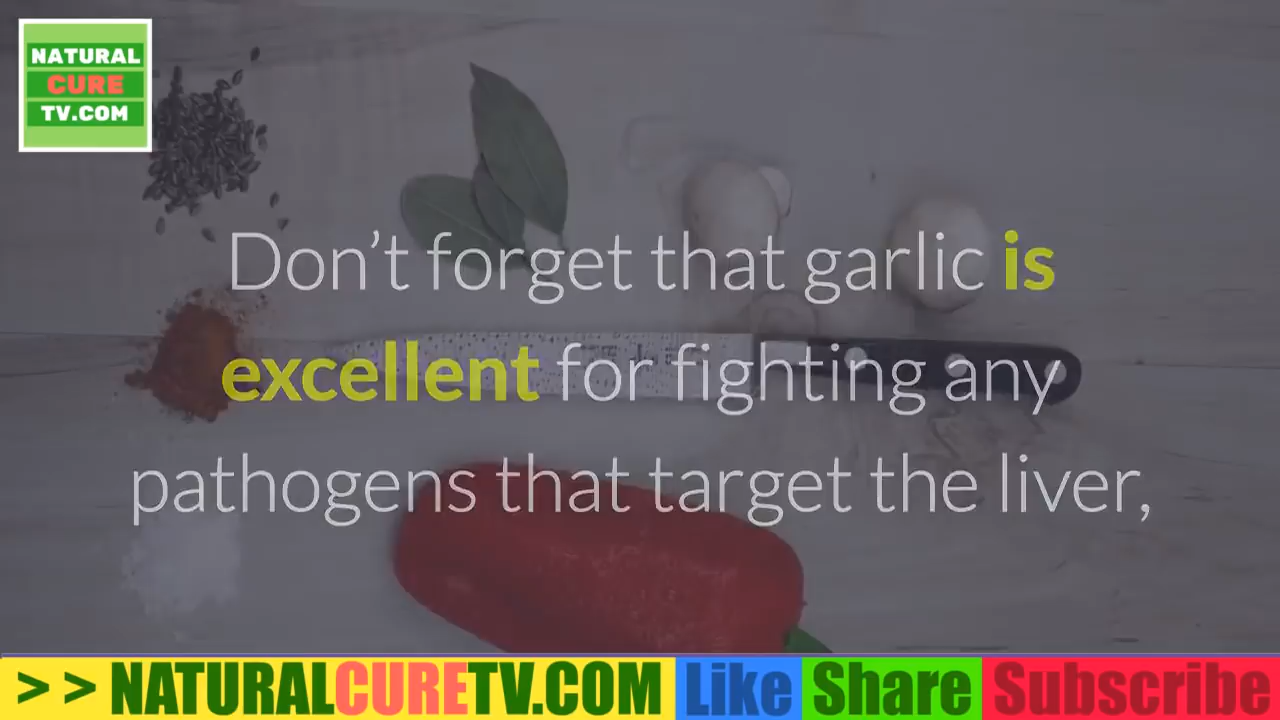 NATURAL
CURE
TV.COM
Don’t forget that garlic is
excellent for fighting any
pathogens that target the liver,
>> NATURALCURETV.COM Like Share Subscribe